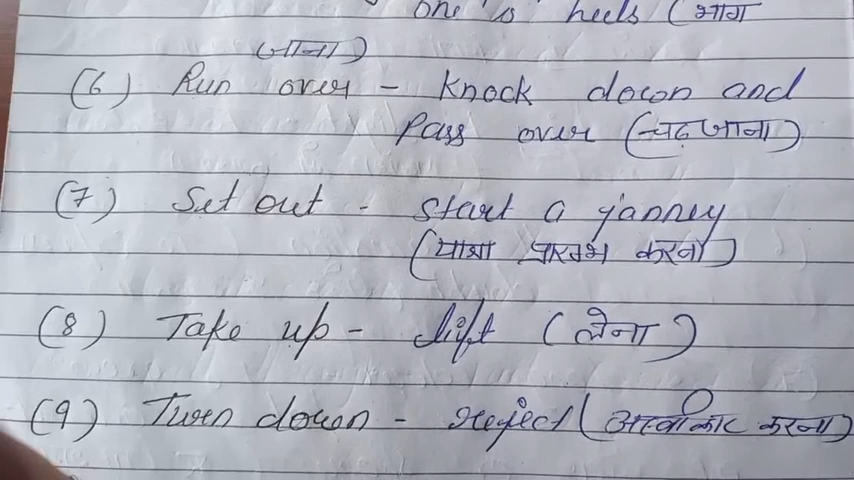 one's heels (भाग
जाना)
(6) Run over - Knock down and
Pass over (चढ़ जाना)
(7) Set out - Start a janney
(यात्रा प्रारम्भ करना)
(8) Take up - lift (लेना)
(9) Turn down - reject (अस्वीकार करना)